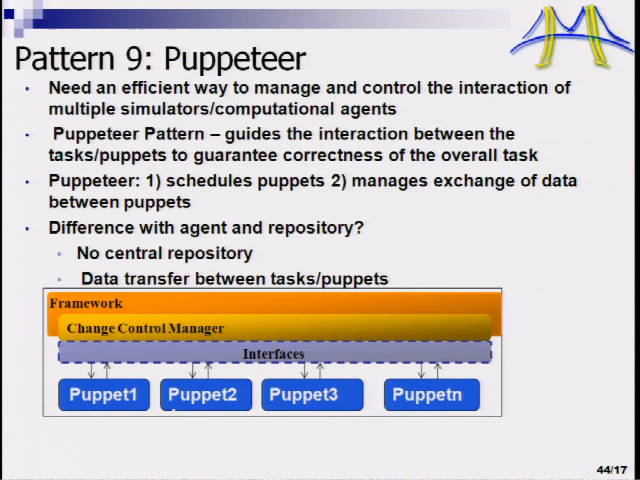 Pattern 9: Puppeteer
• Need an efficient way to manage and control the interaction of
multiple simulators/computational agents
• Puppeteer Pattern – guides the interaction between the
tasks/puppets to guarantee correctness of the overall task
• Puppeteer: 1) schedules puppets 2) manages exchange of data
between puppets
• Difference with agent and repository?
• No central repository
• Data transfer between tasks/puppets
Framework
Change Control Manager
Interfaces
Puppet1 Puppet2 Puppet3 Puppetn
44/17